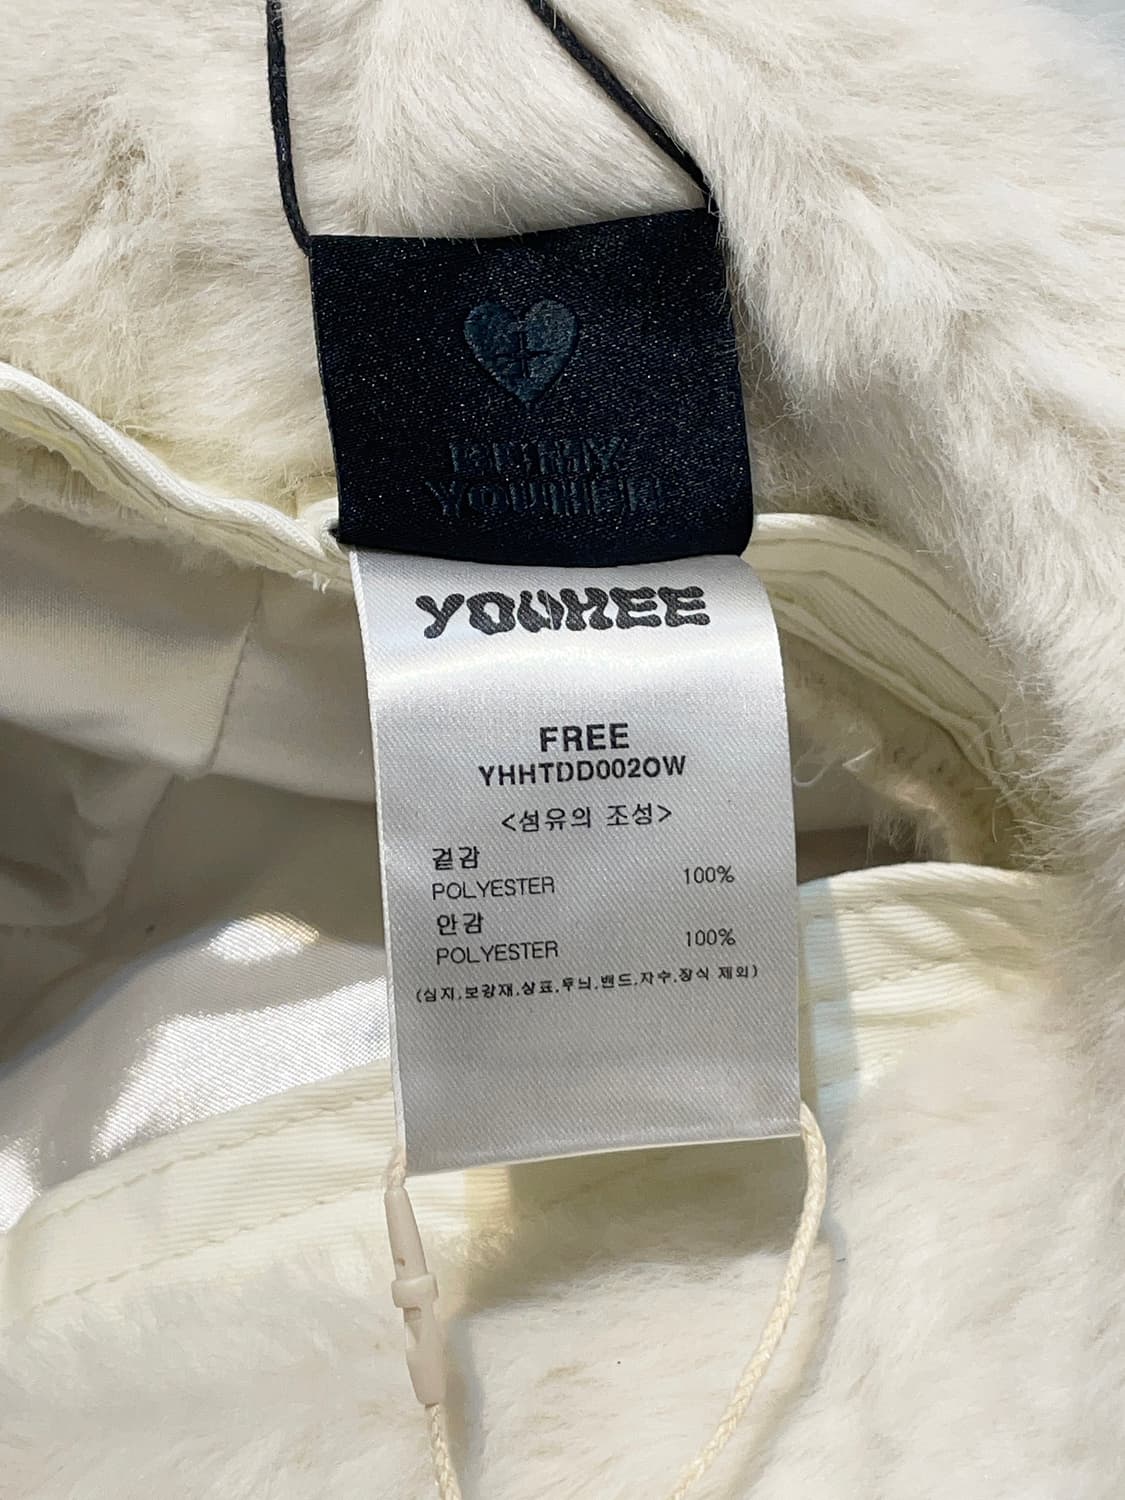 YOUHEE
YOUHEE
FREE
YHHTDD002OW
<섬유의 조성>
겉감
POLYESTER 100%
안감
POLYESTER 100%
(심지,보강재,상표,무늬,밴드,자수,장식 제외)